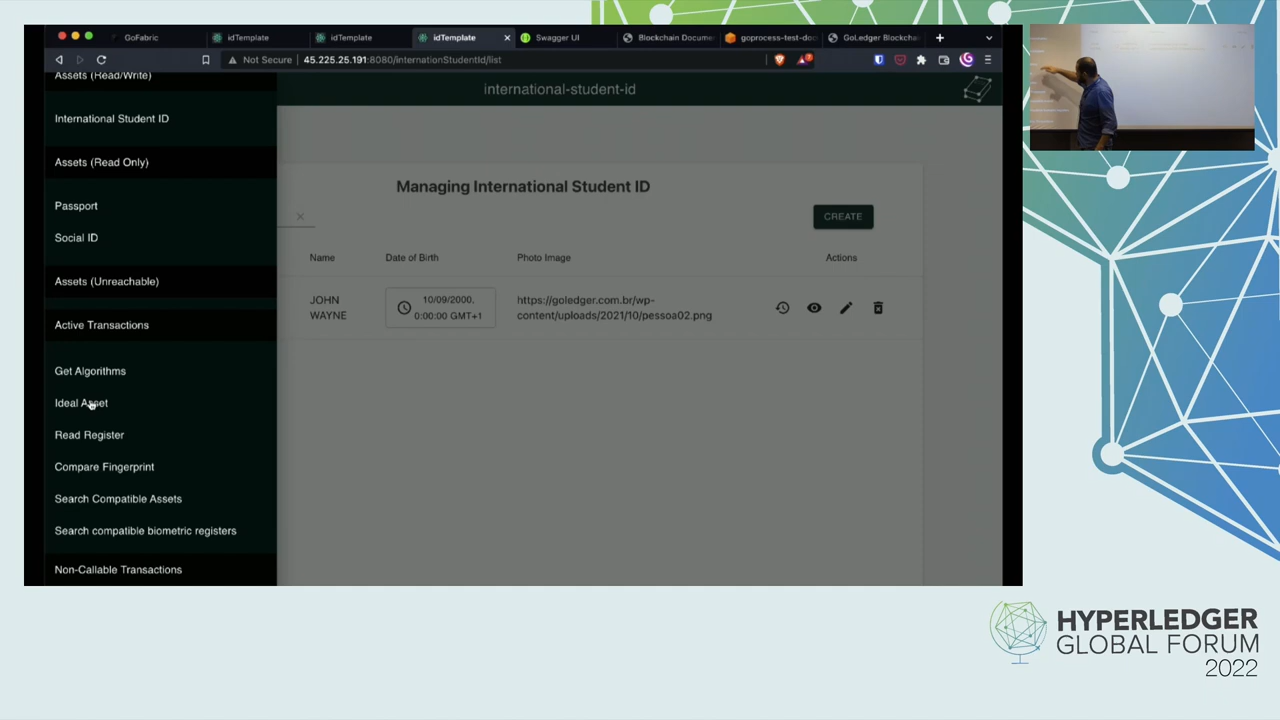 GoFabric
idTemplate
idTemplate
idTemplate
Swagger UI
Blockchain Docume
goprocess-test-doc
GoLedger Blockchai
Not Secure
45.225.25.191:8080/internationStudentId/list
Assets (Read/Write)
international-student-id
International Student ID
Assets (Read Only)
Passport
Social ID
Assets (Unreachable)
Active Transactions
Get Algorithms
Ideal Asset
Read Register
Compare Fingerprint
Search Compatible Assets
Search compatible biometric registers
Non-Callable Transactions
Managing International Student ID
CREATE
Name
Date of Birth
Photo Image
Actions
JOHN
WAYNE
10/09/2000,
0:00:00 GMT+1
https://goledger.com.br/wp-
content/uploads/2021/10/pessoa02.png
HYPERLEDGER
GLOBAL FORUM
2022